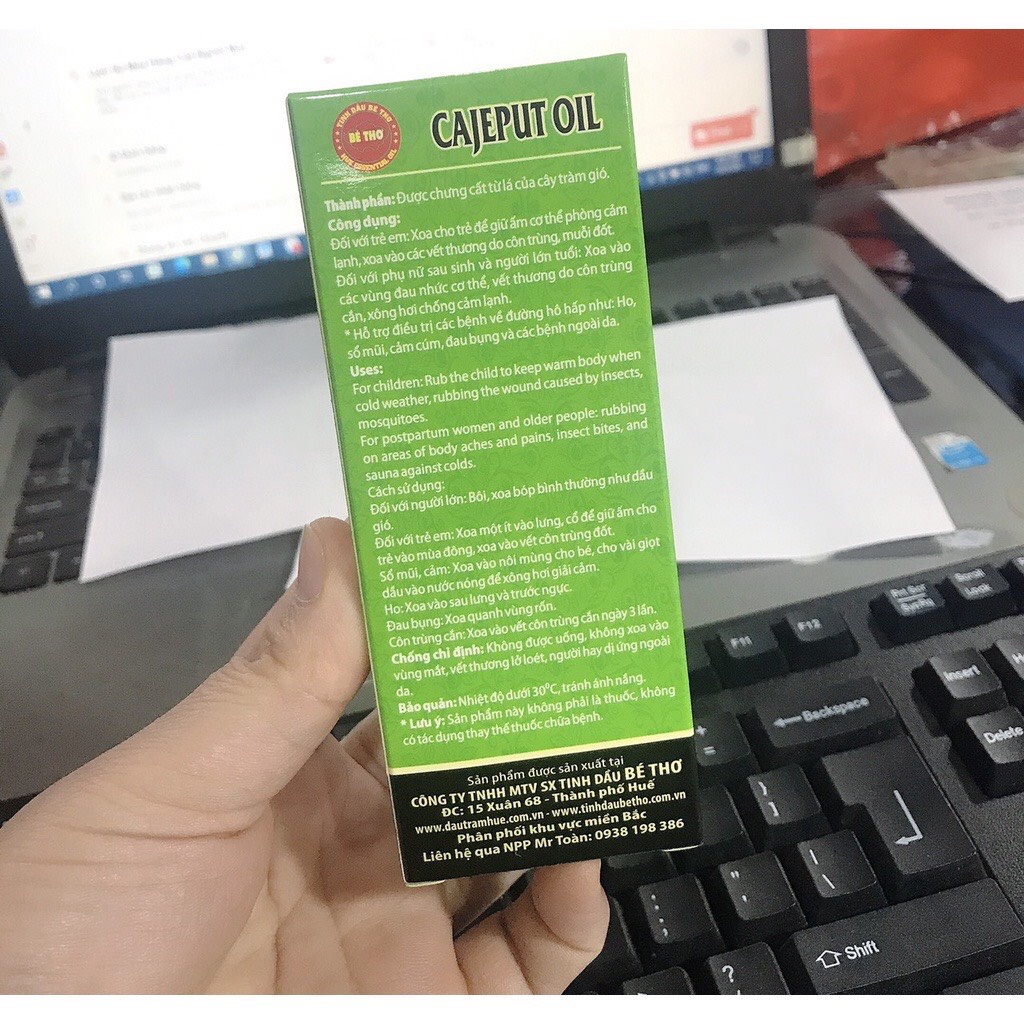 TINH DẦU BÉ THƠ
BÉ THƠ
HUE ESSENTIAL OIL
CAJEPUT OIL
Thành phần: Được chưng cất từ lá của cây tràm gió.
Công dụng:
Đối với trẻ em: Xoa cho trẻ để giữ ấm cơ thể phòng cảm
lạnh, xoa vào các vết thương do côn trùng, muỗi đốt.
Đối với phụ nữ sau sinh và người lớn tuổi: Xoa vào
các vùng đau nhức cơ thể, vết thương do côn trùng
cắn, xông hơi chống cảm lạnh.
* Hỗ trợ điều trị các bệnh về đường hô hấp như: Ho,
sổ mũi, cảm cúm, đau bụng và các bệnh ngoài da.
Uses:
For children: Rub the child to keep warm body when
cold weather, rubbing the wound caused by insects,
mosquitoes.
For postpartum women and older people: rubbing
on areas of body aches and pains, insect bites, and
sauna against colds.
Cách sử dụng:
Đối với người lớn: Bôi, xoa bóp bình thường như dầu
gió.
Đối với trẻ em: Xoa một ít vào lưng, cổ để giữ ấm cho
trẻ vào mùa đông, xoa vào vết côn trùng đốt.
Sổ mũi, cảm: Xoa vào nôi mùng cho bé, cho vài giọt
dầu vào nước nóng để xông hơi giải cảm.
Ho: Xoa vào sau lưng và trước ngực.
Đau bụng: Xoa quanh vùng rốn.
Côn trùng cắn: Xoa vào vết côn trùng cắn ngày 3 lần.
Chống chỉ định: Không được uống, không xoa vào
vùng mắt, vết thương lở loét, người hay dị ứng ngoài
da.
Bảo quản: Nhiệt độ dưới 30°C, tránh ánh nắng.
* Lưu ý: Sản phẩm này không phải là thuốc, không
có tác dụng thay thế thuốc chữa bệnh.
Sản phẩm được sản xuất tại
CÔNG TY TNHH MTV SX TINH DẦU BÉ THƠ
ĐC: 15 Xuân 68 - Thành phố Huế
www.dautramhue.com.vn - www.tinhdaubetho.com.vn
Phân phối khu vực miền Bắc
Liên hệ qua NPP Mr Toàn: 0938 198 386
F11
F12
Prt Scr
SysRq
Scroll
Lock
Insert
Delete
Backspace
+
=
}
]
:
;
"
'
|
\
?
Shift